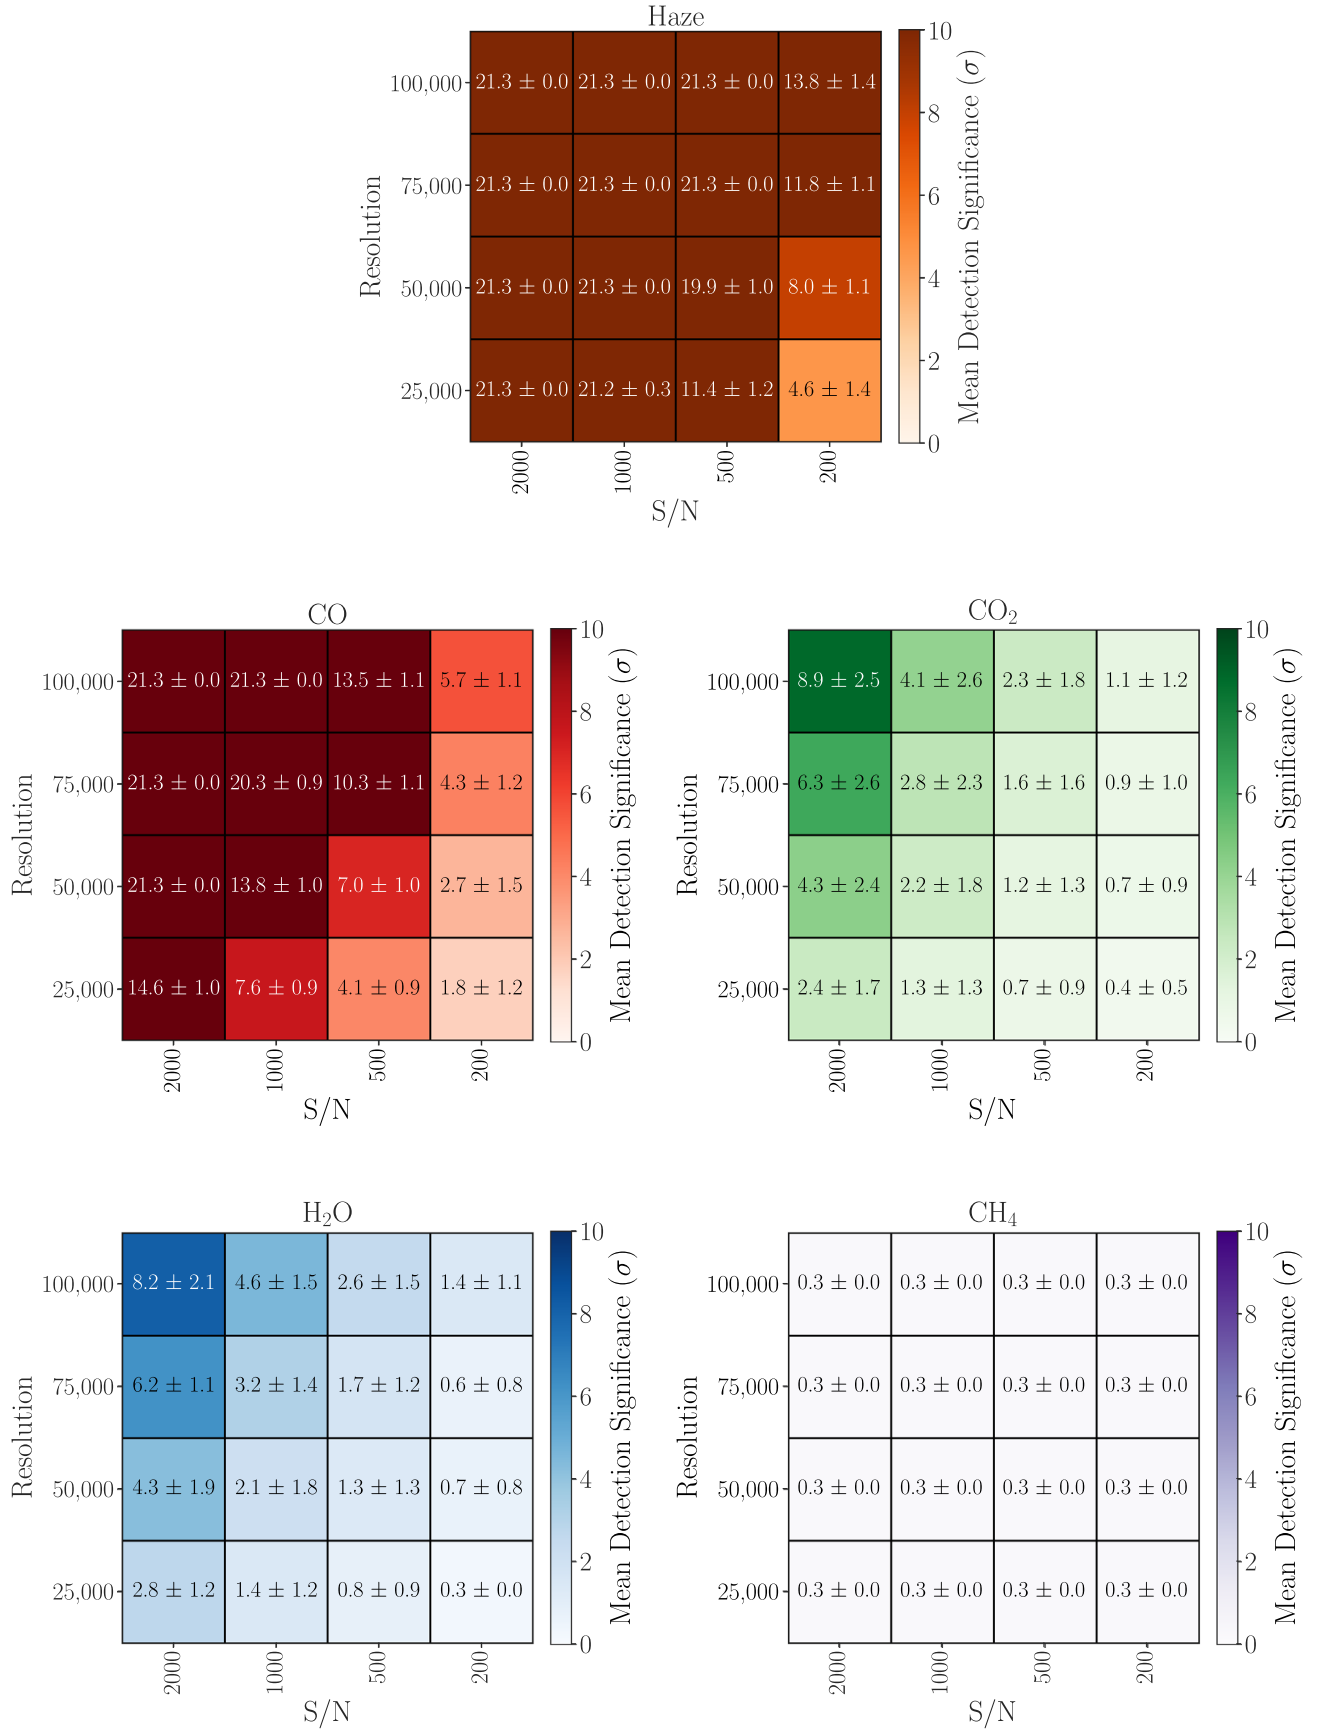 Haze
100,000 21.3 ± 0.0 21.3 ± 0.0 21.3 ± 0.0 13.8 ± 1.4
75,000 21.3 ± 0.0 21.3 ± 0.0 21.3 ± 0.0 11.8 ± 1.1
50,000 21.3 ± 0.0 21.3 ± 0.0 19.9 ± 1.0 8.0 ± 1.1
25,000 21.3 ± 0.0 21.2 ± 0.3 11.4 ± 1.2 4.6 ± 1.4
2000 1000 500 200
S/N
Resolution
10
8
6
4
2
0
Mean Detection Significance (σ)
CO
100,000 21.3 ± 0.0 21.3 ± 0.0 13.5 ± 1.1 5.7 ± 1.1
75,000 21.3 ± 0.0 20.3 ± 0.9 10.3 ± 1.1 4.3 ± 1.2
50,000 21.3 ± 0.0 13.8 ± 1.0 7.0 ± 1.0 2.7 ± 1.5
25,000 14.6 ± 1.0 7.6 ± 0.9 4.1 ± 0.9 1.8 ± 1.2
2000 1000 500 200
S/N
Resolution
10
8
6
4
2
0
Mean Detection Significance (σ)
CO₂
100,000 8.9 ± 2.5 4.1 ± 2.6 2.3 ± 1.8 1.1 ± 1.2
75,000 6.3 ± 2.6 2.8 ± 2.3 1.6 ± 1.6 0.9 ± 1.0
50,000 4.3 ± 2.4 2.2 ± 1.8 1.2 ± 1.3 0.7 ± 0.9
25,000 2.4 ± 1.7 1.3 ± 1.3 0.7 ± 0.9 0.4 ± 0.5
2000 1000 500 200
S/N
Resolution
10
8
6
4
2
0
Mean Detection Significance (σ)
H₂O
100,000 8.2 ± 2.1 4.6 ± 1.5 2.6 ± 1.5 1.4 ± 1.1
75,000 6.2 ± 1.1 3.2 ± 1.4 1.7 ± 1.2 0.6 ± 0.8
50,000 4.3 ± 1.9 2.1 ± 1.8 1.3 ± 1.3 0.7 ± 0.8
25,000 2.8 ± 1.2 1.4 ± 1.2 0.8 ± 0.9 0.3 ± 0.0
2000 1000 500 200
S/N
Resolution
10
8
6
4
2
0
Mean Detection Significance (σ)
CH₄
100,000 0.3 ± 0.0 0.3 ± 0.0 0.3 ± 0.0 0.3 ± 0.0
75,000 0.3 ± 0.0 0.3 ± 0.0 0.3 ± 0.0 0.3 ± 0.0
50,000 0.3 ± 0.0 0.3 ± 0.0 0.3 ± 0.0 0.3 ± 0.0
25,000 0.3 ± 0.0 0.3 ± 0.0 0.3 ± 0.0 0.3 ± 0.0
2000 1000 500 200
S/N
Resolution
10
8
6
4
2
0
Mean Detection Significance (σ)